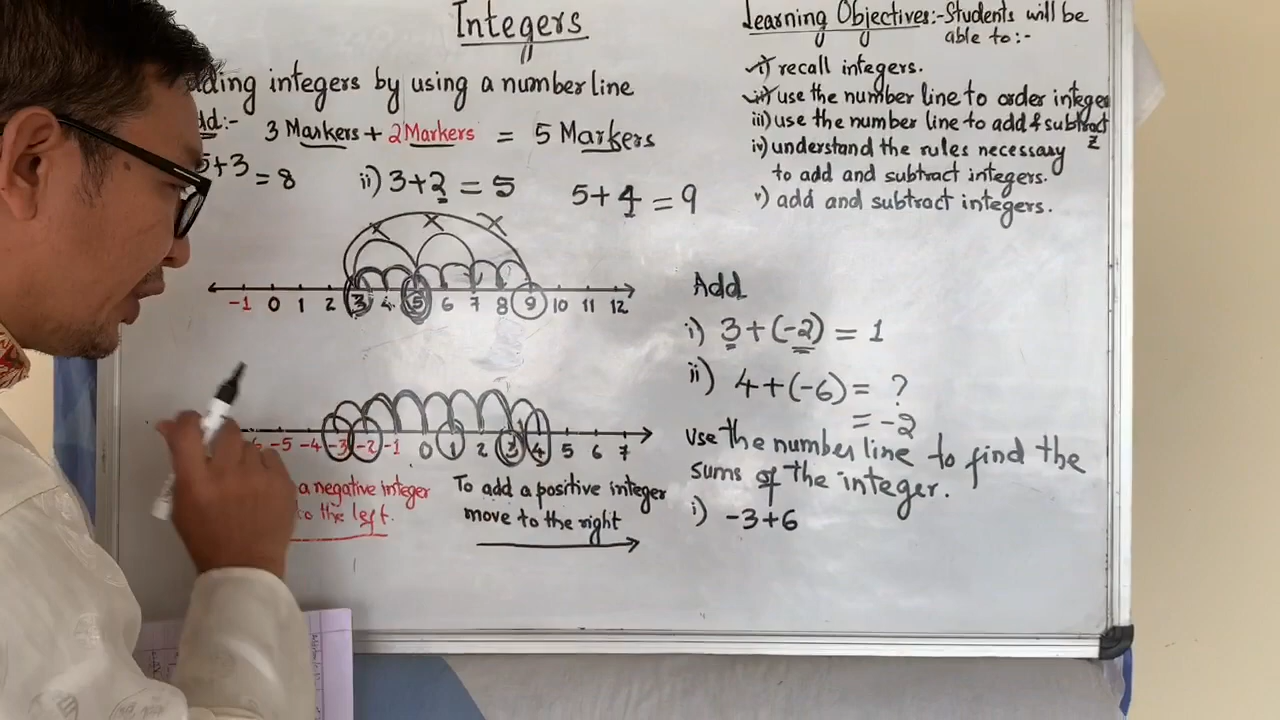 Integers
ding integers by using a number line
dd:- 3 Markers + 2 Markers = 5 Markers
5+3 = 8 ii) 3+2 = 5 5+4 = 9
-1 0 1 2 3 4 5 6 7 8 9 10 11 12
-5 -4 -3 -2 -1 0 1 2 3 4 5 6 7
a negative integer
to the left.
To add a positive integer
move to the right
Learning Objectives:- Students will be
able to:-
i) recall integers.
ii) use the number line to order integer
iii) use the number line to add & subtract
Z
iv) understand the rules necessary
to add and subtract integers.
v) add and subtract integers.
Add
i) 3+(-2) = 1
ii) 4+(-6) = ?
= -2
Use the number line to find the
sums of the integer.
i) -3+6